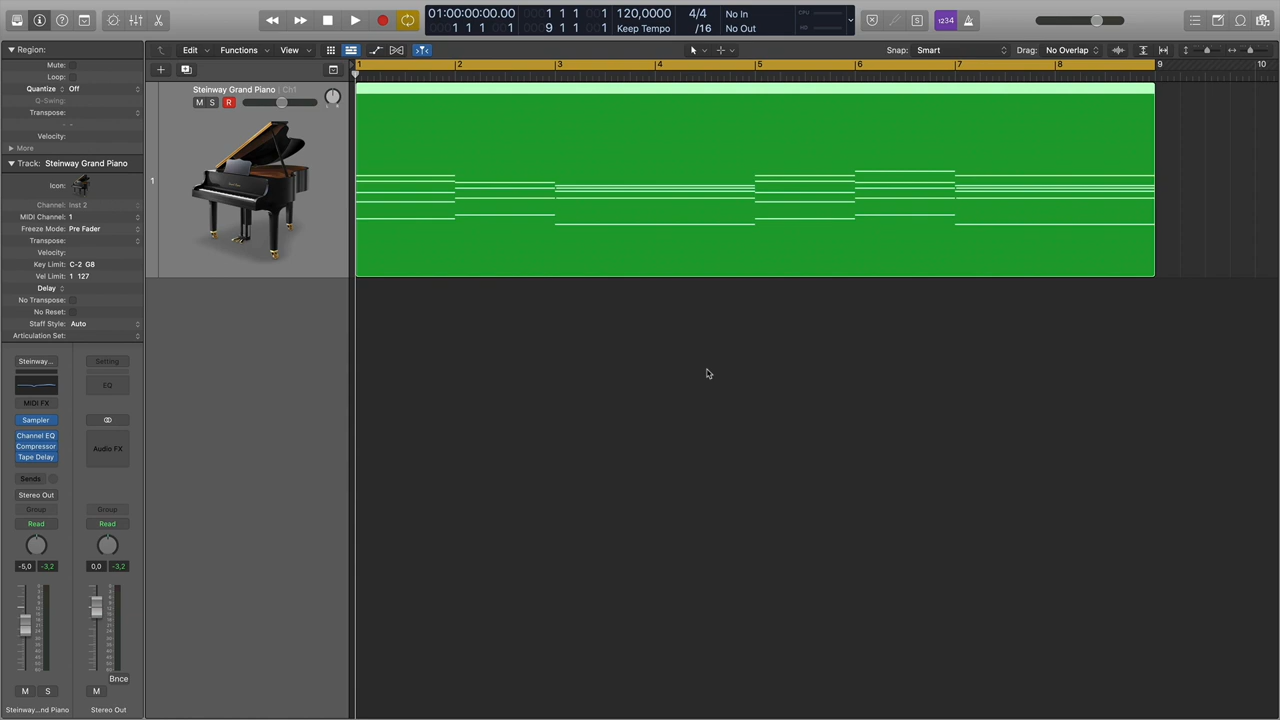 01:00:00:00.00 1 1 1 1 120,0000 4/4 No In
1 1 1 1 9 1 1 1 Keep Tempo /16 No Out
CPU
HD
S
1234
Region:
Edit Functions View Snap: Smart Drag: No Overlap
Mute:
Loop:
Quantize Off
Q-Swing:
Transpose:
Velocity:
More
1 2 3 4 5 6 7 8 9 10
Steinway Grand Piano | Ch1
M S R
1
Track: Steinway Grand Piano
Icon:
Channel: Inst 2
MIDI Channel: 1
Freeze Mode: Pre Fader
Transpose:
Velocity:
Key Limit: C-2 G8
Vel Limit: 1 127
Delay
No Transpose:
No Reset:
Staff Style: Auto
Articulation Set:
Steinway... Setting
EQ
MIDI FX
Sampler
Channel EQ
Compressor
Tape Delay
Audio FX
Sends
Stereo Out
Group Group
Read Read
-5,0 -3,2 0,0 -3,2
Bnce
M S M
Steinway...nd Piano Stereo Out